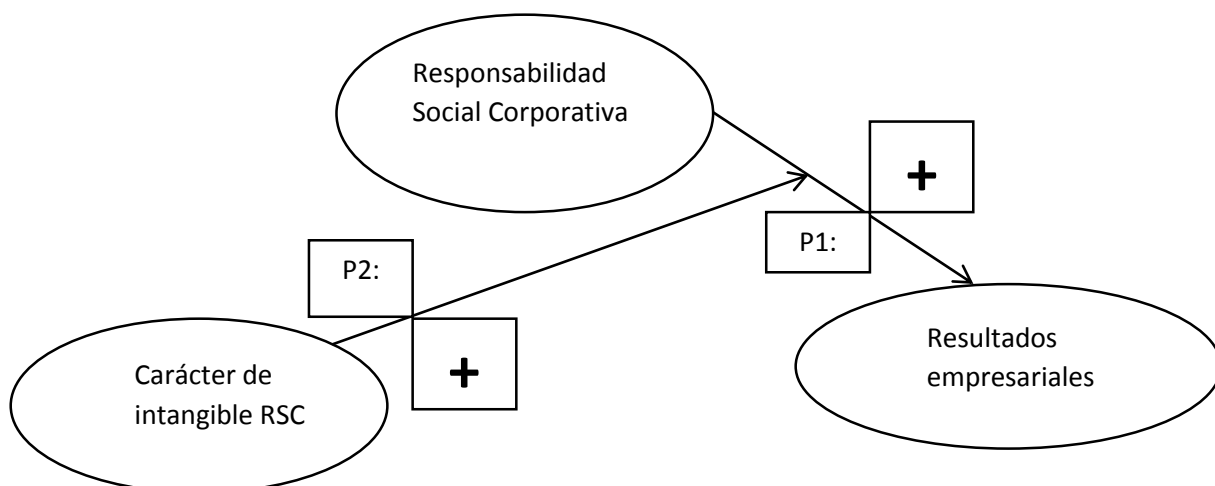 Responsabilidad
Social Corporativa
+
P1:
P2:
+
Resultados
empresariales
Carácter de
intangible RSC